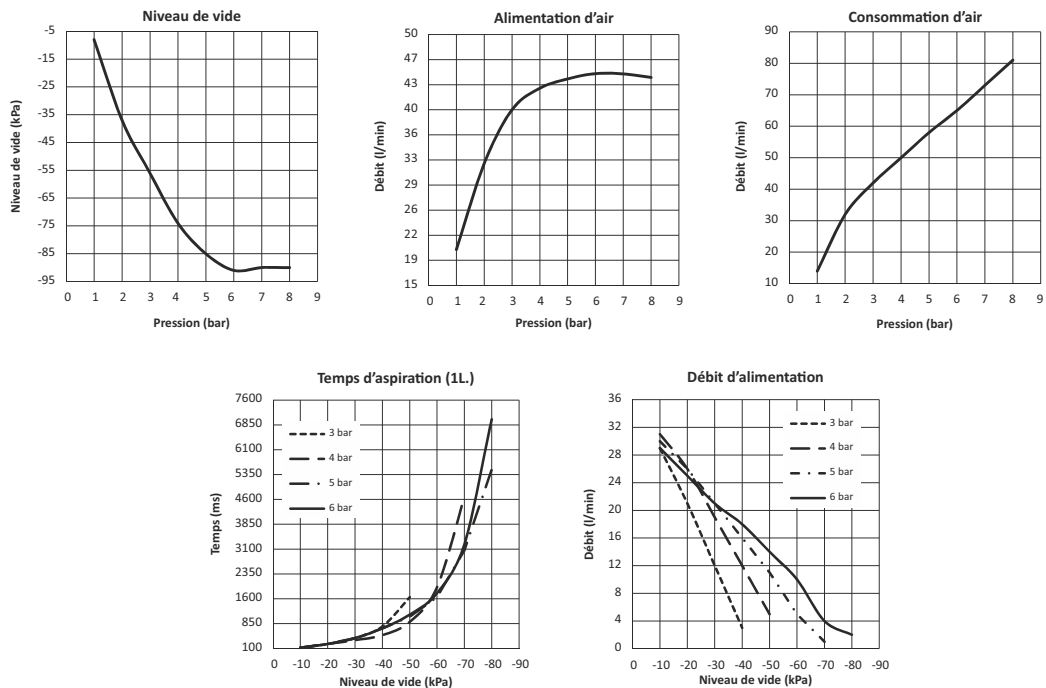 Niveau de vide
-5
-15
-25
-35
-45
-55
-65
-75
-85
-95
Niveau de vide (kPa)
0 1 2 3 4 5 6 7 8 9
Pression (bar)
Alimentation d'air
50
47
43
40
36
33
29
26
22
19
15
Débit (l/min)
0 1 2 3 4 5 6 7 8 9
Pression (bar)
Consommation d'air
90
80
70
60
50
40
30
20
10
Débit (l/min)
0 1 2 3 4 5 6 7 8 9
Pression (bar)
Temps d'aspiration (1L.)
7600
6850
6100
5350
4600
3850
3100
2350
1600
850
100
Temps (ms)
3 bar
4 bar
5 bar
6 bar
0 -10 -20 -30 -40 -50 -60 -70 -80 -90
Niveau de vide (kPa)
Débit d'alimentation
36
32
28
24
20
16
12
8
4
0
Débit (l/min)
3 bar
4 bar
5 bar
6 bar
0 -10 -20 -30 -40 -50 -60 -70 -80 -90
Niveau de vide (kPa)